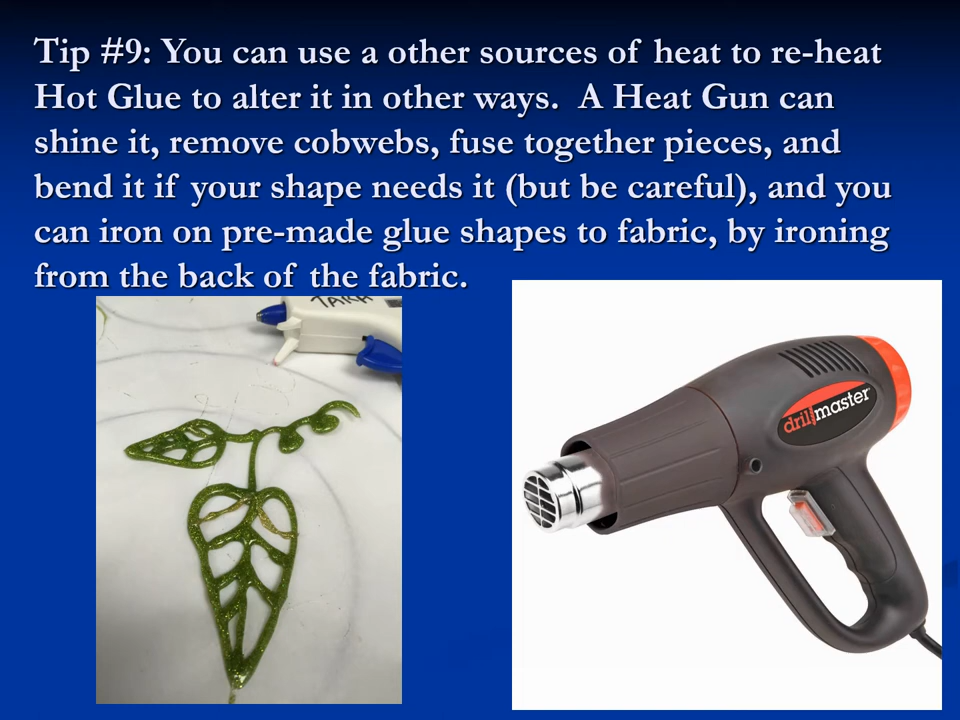 Tip #9: You can use a other sources of heat to re-heat
Hot Glue to alter it in other ways. A Heat Gun can
shine it, remove cobwebs, fuse together pieces, and
bend it if your shape needs it (but be careful), and you
can iron on pre-made glue shapes to fabric, by ironing
from the back of the fabric.
TARA
drillmaster